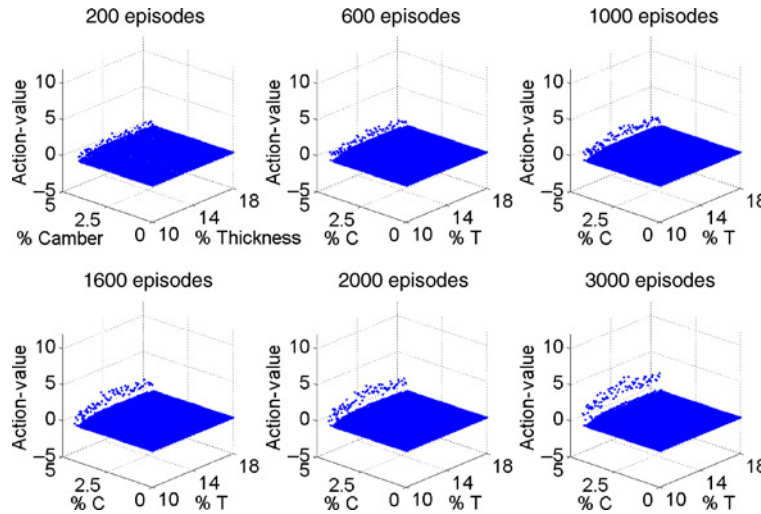 200 episodes
600 episodes
1000 episodes
Action-value
10
5
0
−5
5
2.5
0
% Camber
10
14
18
% Thickness
Action-value
10
5
0
−5
5
2.5
0
% C
10
14
18
% T
Action-value
10
5
0
−5
5
2.5
0
% C
10
14
18
% T
1600 episodes
2000 episodes
3000 episodes
Action-value
10
5
0
−5
5
2.5
0
% C
10
14
18
% T
Action-value
10
5
0
−5
5
2.5
0
% C
10
14
18
% T
Action-value
10
5
0
−5
5
2.5
0
% C
10
14
18
% T